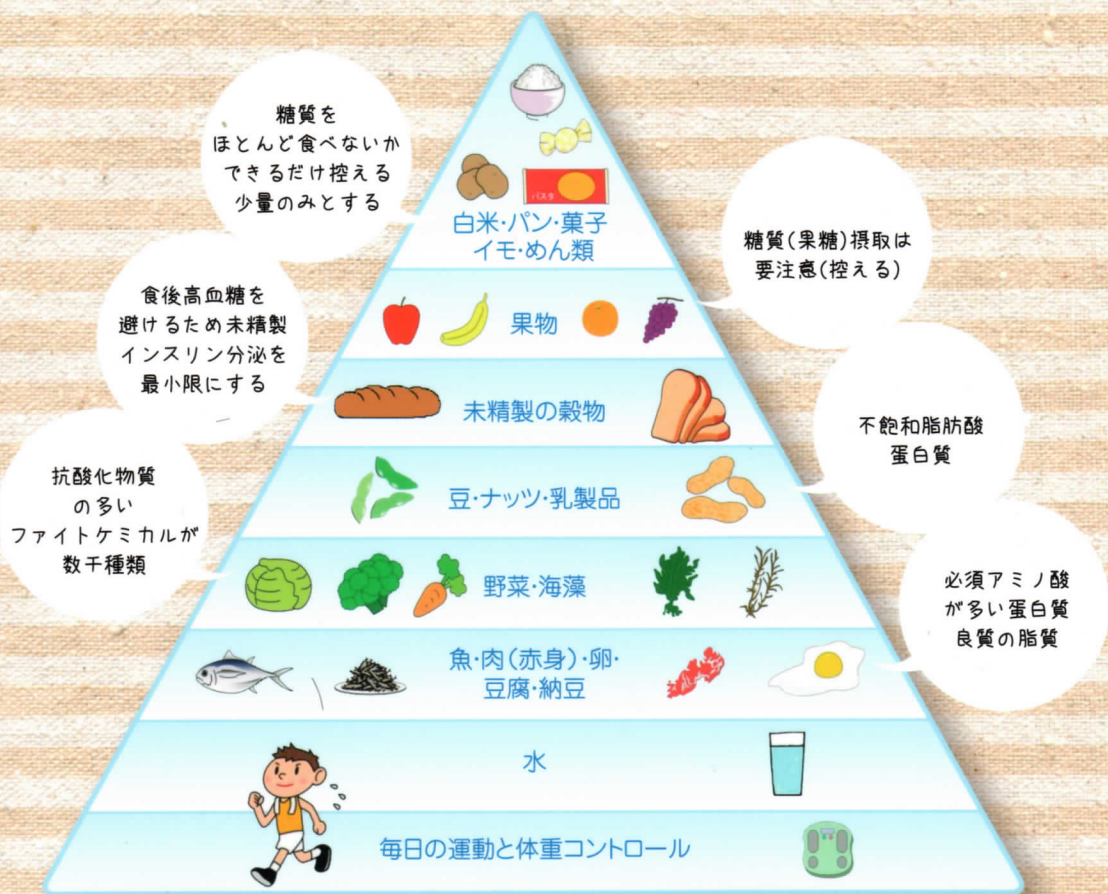 糖質を
ほとんど食べないか
できるだけ控える
少量のみとする
パスタ
白米・パン・菓子
イモ・めん類
糖質(果糖)摂取は
要注意(控える)
果物
食後高血糖を
避けるため未精製
インスリン分泌を
最小限にする
未精製の穀物
不飽和脂肪酸
蛋白質
豆・ナッツ・乳製品
抗酸化物質
の多い
ファイトケミカルが
数千種類
野菜・海藻
必須アミノ酸
が多い蛋白質
良質の脂質
魚・肉(赤身)・卵・
豆腐・納豆
水
毎日の運動と体重コントロール